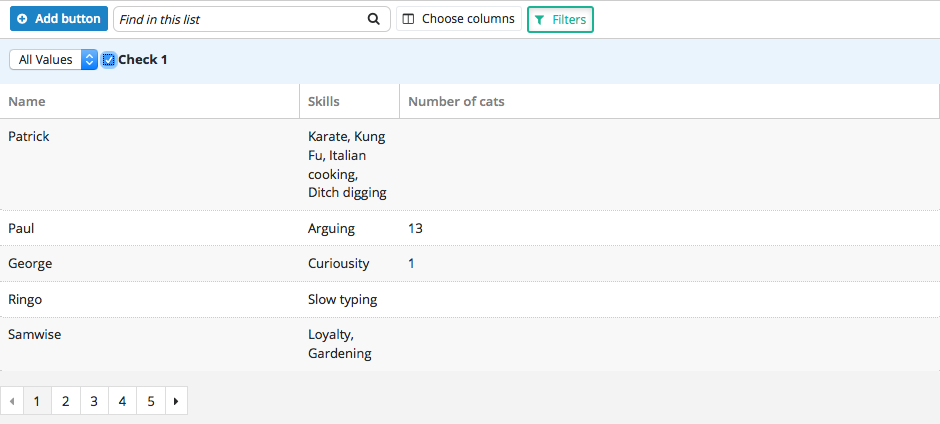 Add button Find in this list Choose columns Filters
All Values Check 1
Name Skills Number of cats
Patrick Karate, Kung
Fu, Italian
cooking,
Ditch digging
Paul Arguing 13
George Curiousity 1
Ringo Slow typing
Samwise Loyalty,
Gardening
1 2 3 4 5